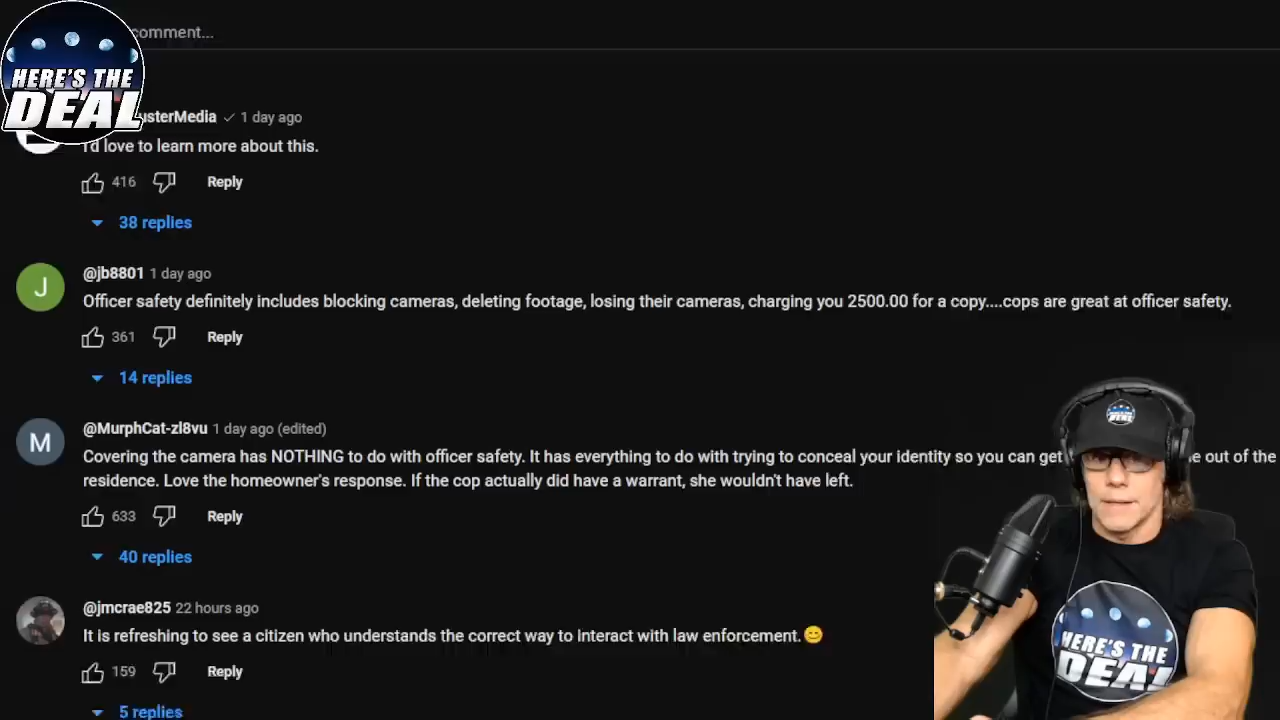 comment...
HERE'S THE
DEAL
usterMedia 1 day ago
I'd love to learn more about this.
416 Reply
38 replies
J
@jb8801 1 day ago
Officer safety definitely includes blocking cameras, deleting footage, losing their cameras, charging you 2500.00 for a copy....cops are great at officer safety.
361 Reply
14 replies
M
@MurphCat-zl8vu 1 day ago (edited)
Covering the camera has NOTHING to do with officer safety. It has everything to do with trying to conceal your identity so you can get out of the
residence. Love the homeowner's response. If the cop actually did have a warrant, she wouldn't have left.
633 Reply
40 replies
@jmcrae825 22 hours ago
It is refreshing to see a citizen who understands the correct way to interact with law enforcement.😊
159 Reply
5 replies
HERE'S THE
DEAL